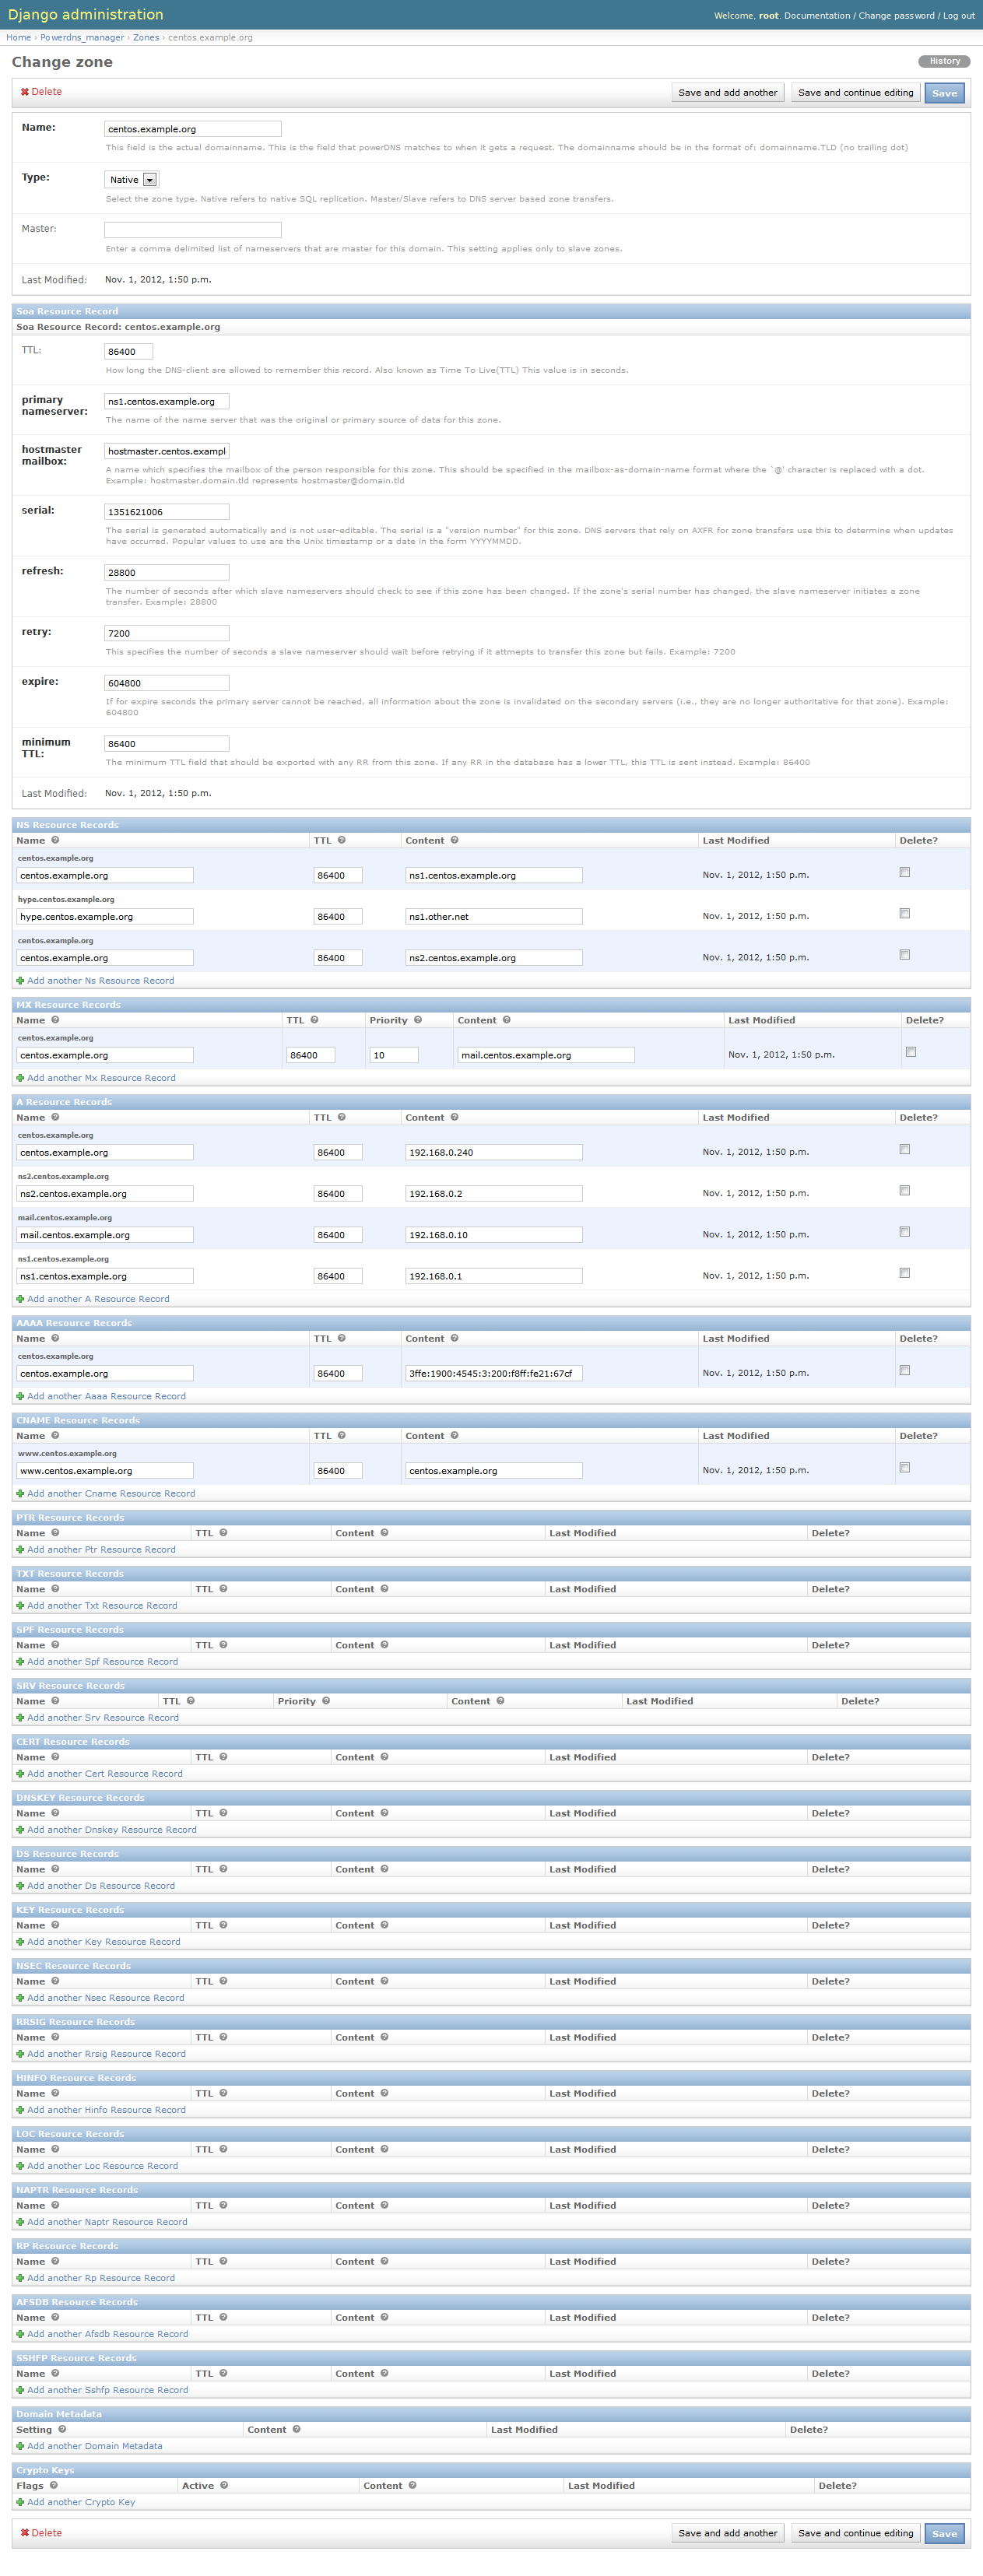 Django administration
Welcome, root. Documentation / Change password / Log out
Home › Powerdns_manager › Zones › centos.example.org
Change zone
History
Delete
Save and add another
Save and continue editing
Save
Name:
centos.example.org
This field is the actual domainname. This is the field that powerDNS matches to when it gets a request. The domainname should be in the format of: domainname.TLD (no trailing dot)
Type:
Native
Select the zone type. Native refers to native SQL replication. Master/Slave refers to DNS server based zone transfers.
Master:
Enter a comma delimited list of nameservers that are master for this domain. This setting applies only to slave zones.
Last Modified: Nov. 1, 2012, 1:50 p.m.
Soa Resource Record
Soa Resource Record: centos.example.org
TTL:
86400
How long the DNS-client are allowed to remember this record. Also known as Time To Live(TTL) This value is in seconds.
primary
nameserver:
ns1.centos.example.org
The name of the name server that was the original or primary source of data for this zone.
hostmaster
mailbox:
hostmaster.centos.exampl
A name which specifies the mailbox of the person responsible for this zone. This should be specified in the mailbox-as-domain-name format where the `@' character is replaced with a dot.
Example: hostmaster.domain.tld represents hostmaster@domain.tld
serial:
1351621006
The serial is generated automatically and is not user-editable. The serial is a "version number" for this zone. DNS servers that rely on AXFR for zone transfers use this to determine when updates
have occurred. Popular values to use are the Unix timestamp or a date in the form YYYYMMDD.
refresh:
28800
The number of seconds after which slave nameservers should check to see if this zone has been changed. If the zone's serial number has changed, the slave nameserver initiates a zone
transfer. Example: 28800
retry:
7200
This specifies the number of seconds a slave nameserver should wait before retrying if it attmepts to transfer this zone but fails. Example: 7200
expire:
604800
If for expire seconds the primary server cannot be reached, all information about the zone is invalidated on the secondary servers (i.e., they are no longer authoritative for that zone). Example:
604800
minimum
TTL:
86400
The minimum TTL field that should be exported with any RR from this zone. If any RR in the database has a lower TTL, this TTL is sent instead. Example: 86400
Last Modified: Nov. 1, 2012, 1:50 p.m.
NS Resource Records
Name TTL Content Last Modified Delete?
centos.example.org
centos.example.org 86400 ns1.centos.example.org Nov. 1, 2012, 1:50 p.m.
hype.centos.example.org
hype.centos.example.org 86400 ns1.other.net Nov. 1, 2012, 1:50 p.m.
centos.example.org
centos.example.org 86400 ns2.centos.example.org Nov. 1, 2012, 1:50 p.m.
Add another Ns Resource Record
MX Resource Records
Name TTL Priority Content Last Modified Delete?
centos.example.org
centos.example.org 86400 10 mail.centos.example.org Nov. 1, 2012, 1:50 p.m.
Add another Mx Resource Record
A Resource Records
Name TTL Content Last Modified Delete?
centos.example.org
centos.example.org 86400 192.168.0.240 Nov. 1, 2012, 1:50 p.m.
ns2.centos.example.org
ns2.centos.example.org 86400 192.168.0.2 Nov. 1, 2012, 1:50 p.m.
mail.centos.example.org
mail.centos.example.org 86400 192.168.0.10 Nov. 1, 2012, 1:50 p.m.
ns1.centos.example.org
ns1.centos.example.org 86400 192.168.0.1 Nov. 1, 2012, 1:50 p.m.
Add another A Resource Record
AAAA Resource Records
Name TTL Content Last Modified Delete?
centos.example.org
centos.example.org 86400 3ffe:1900:4545:3:200:f8ff:fe21:67cf Nov. 1, 2012, 1:50 p.m.
Add another Aaaa Resource Record
CNAME Resource Records
Name TTL Content Last Modified Delete?
www.centos.example.org
www.centos.example.org 86400 centos.example.org Nov. 1, 2012, 1:50 p.m.
Add another Cname Resource Record
PTR Resource Records
Name TTL Content Last Modified Delete?
Add another Ptr Resource Record
TXT Resource Records
Name TTL Content Last Modified Delete?
Add another Txt Resource Record
SPF Resource Records
Name TTL Content Last Modified Delete?
Add another Spf Resource Record
SRV Resource Records
Name TTL Priority Content Last Modified Delete?
Add another Srv Resource Record
CERT Resource Records
Name TTL Content Last Modified Delete?
Add another Cert Resource Record
DNSKEY Resource Records
Name TTL Content Last Modified Delete?
Add another Dnskey Resource Record
DS Resource Records
Name TTL Content Last Modified Delete?
Add another Ds Resource Record
KEY Resource Records
Name TTL Content Last Modified Delete?
Add another Key Resource Record
NSEC Resource Records
Name TTL Content Last Modified Delete?
Add another Nsec Resource Record
RRSIG Resource Records
Name TTL Content Last Modified Delete?
Add another Rrsig Resource Record
HINFO Resource Records
Name TTL Content Last Modified Delete?
Add another Hinfo Resource Record
LOC Resource Records
Name TTL Content Last Modified Delete?
Add another Loc Resource Record
NAPTR Resource Records
Name TTL Content Last Modified Delete?
Add another Naptr Resource Record
RP Resource Records
Name TTL Content Last Modified Delete?
Add another Rp Resource Record
AFSDB Resource Records
Name TTL Content Last Modified Delete?
Add another Afsdb Resource Record
SSHFP Resource Records
Name TTL Content Last Modified Delete?
Add another Sshfp Resource Record
Domain Metadata
Setting Content Last Modified Delete?
Add another Domain Metadata
Crypto Keys
Flags Active Content Last Modified Delete?
Add another Crypto Key
Delete
Save and add another
Save and continue editing
Save